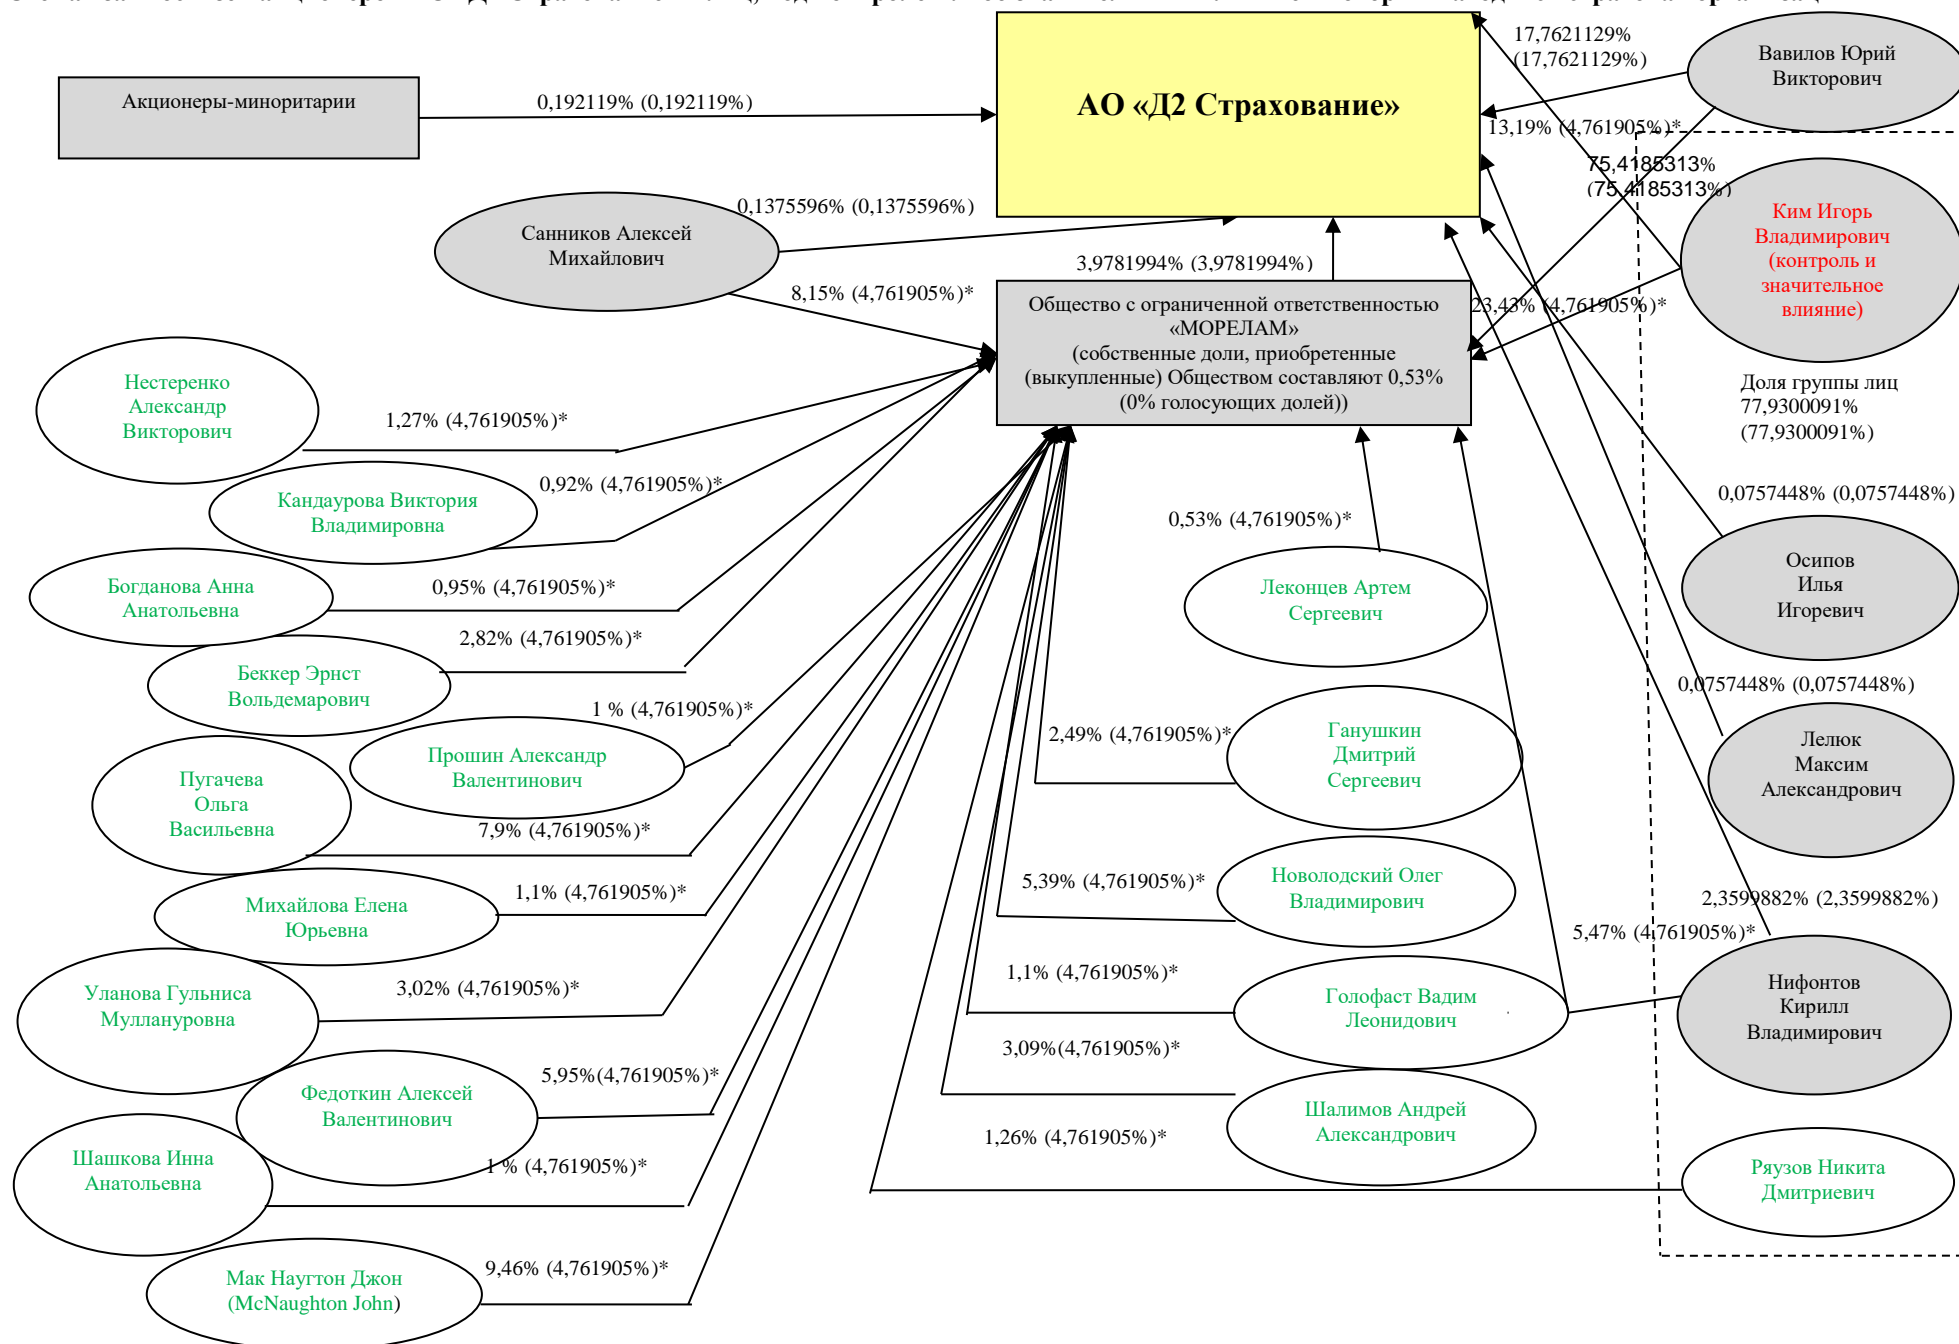 17,7621129%
(17,7621129%)
Вавилов Юрий
Викторович
Акционеры-миноритарии
0,192119% (0,192119%)
АО «Д2 Страхование»
13,19% (4,761905%)*
75,4185313%
(75,4185313%)
Ким Игорь
Владимирович
(контроль и
значительное
влияние)
Санников Алексей
Михайлович
0,1375596% (0,1375596%)
3,9781994% (3,9781994%)
8,15% (4,761905%)*
Общество с ограниченной ответственностью
«МОРЕЛАМ»
(собственные доли, приобретенные
(выкупленные) Обществом составляют 0,53%
(0% голосующих долей))
23,43% (4,761905%)*
Доля группы лиц
77,9300091%
(77,9300091%)
Нестеренко
Александр
Викторович
1,27% (4,761905%)*
Кандаурова Виктория
Владимировна
0,92% (4,761905%)*
0,53% (4,761905%)*
0,0757448% (0,0757448%)
Богданова Анна
Анатольевна
0,95% (4,761905%)*
Леконцев Артем
Сергеевич
Осипов
Илья
Игоревич
Беккер Эрнст
Вольдемарович
2,82% (4,761905%)*
0,0757448% (0,0757448%)
1 % (4,761905%)*
Прошин Александр
Валентинович
2,49% (4,761905%)*
Ганушкин
Дмитрий
Сергеевич
Лелюк
Максим
Александрович
Пугачева
Ольга
Васильевна
7,9% (4,761905%)*
Михайлова Елена
Юрьевна
1,1% (4,761905%)*
5,39% (4,761905%)*
Новолодский Олег
Владимирович
2,3599882% (2,3599882%)
5,47% (4,761905%)*
Уланова Гульниса
Муллануровна
3,02% (4,761905%)*
1,1% (4,761905%)*
Голофаст Вадим
Леонидович
Нифонтов
Кирилл
Владимирович
Федоткин Алексей
Валентинович
5,95%(4,761905%)*
3,09%(4,761905%)*
Шалимов Андрей
Александрович
Шашкова Инна
Анатольевна
1 % (4,761905%)*
1,26% (4,761905%)*
Ряузов Никита
Дмитриевич
Мак Наугтон Джон
(McNaughton John)
9,46% (4,761905%)*